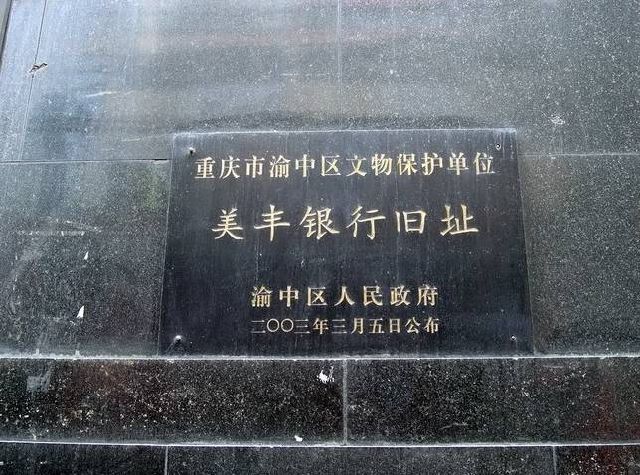 重庆市渝中区文物保护单位
美丰银行旧址
渝中区人民政府
二〇〇三年三月五日公布